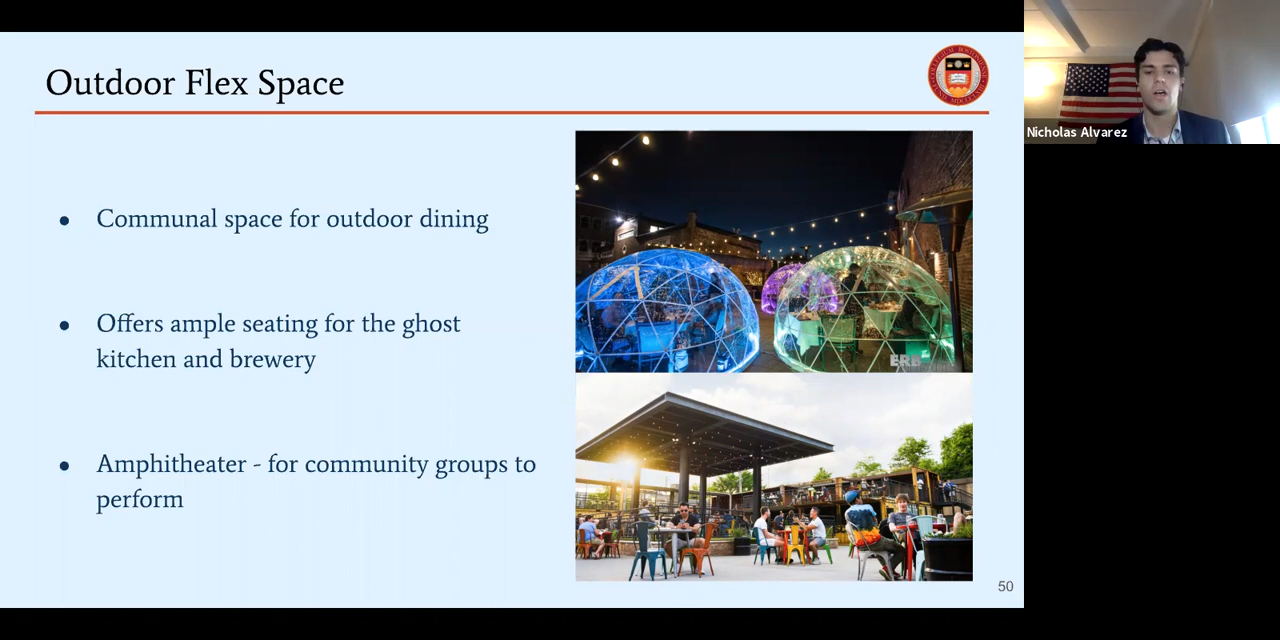 Outdoor Flex Space
● Communal space for outdoor dining
● Offers ample seating for the ghost
kitchen and brewery
● Amphitheater - for community groups to
perform
50
Nicholas Alvarez